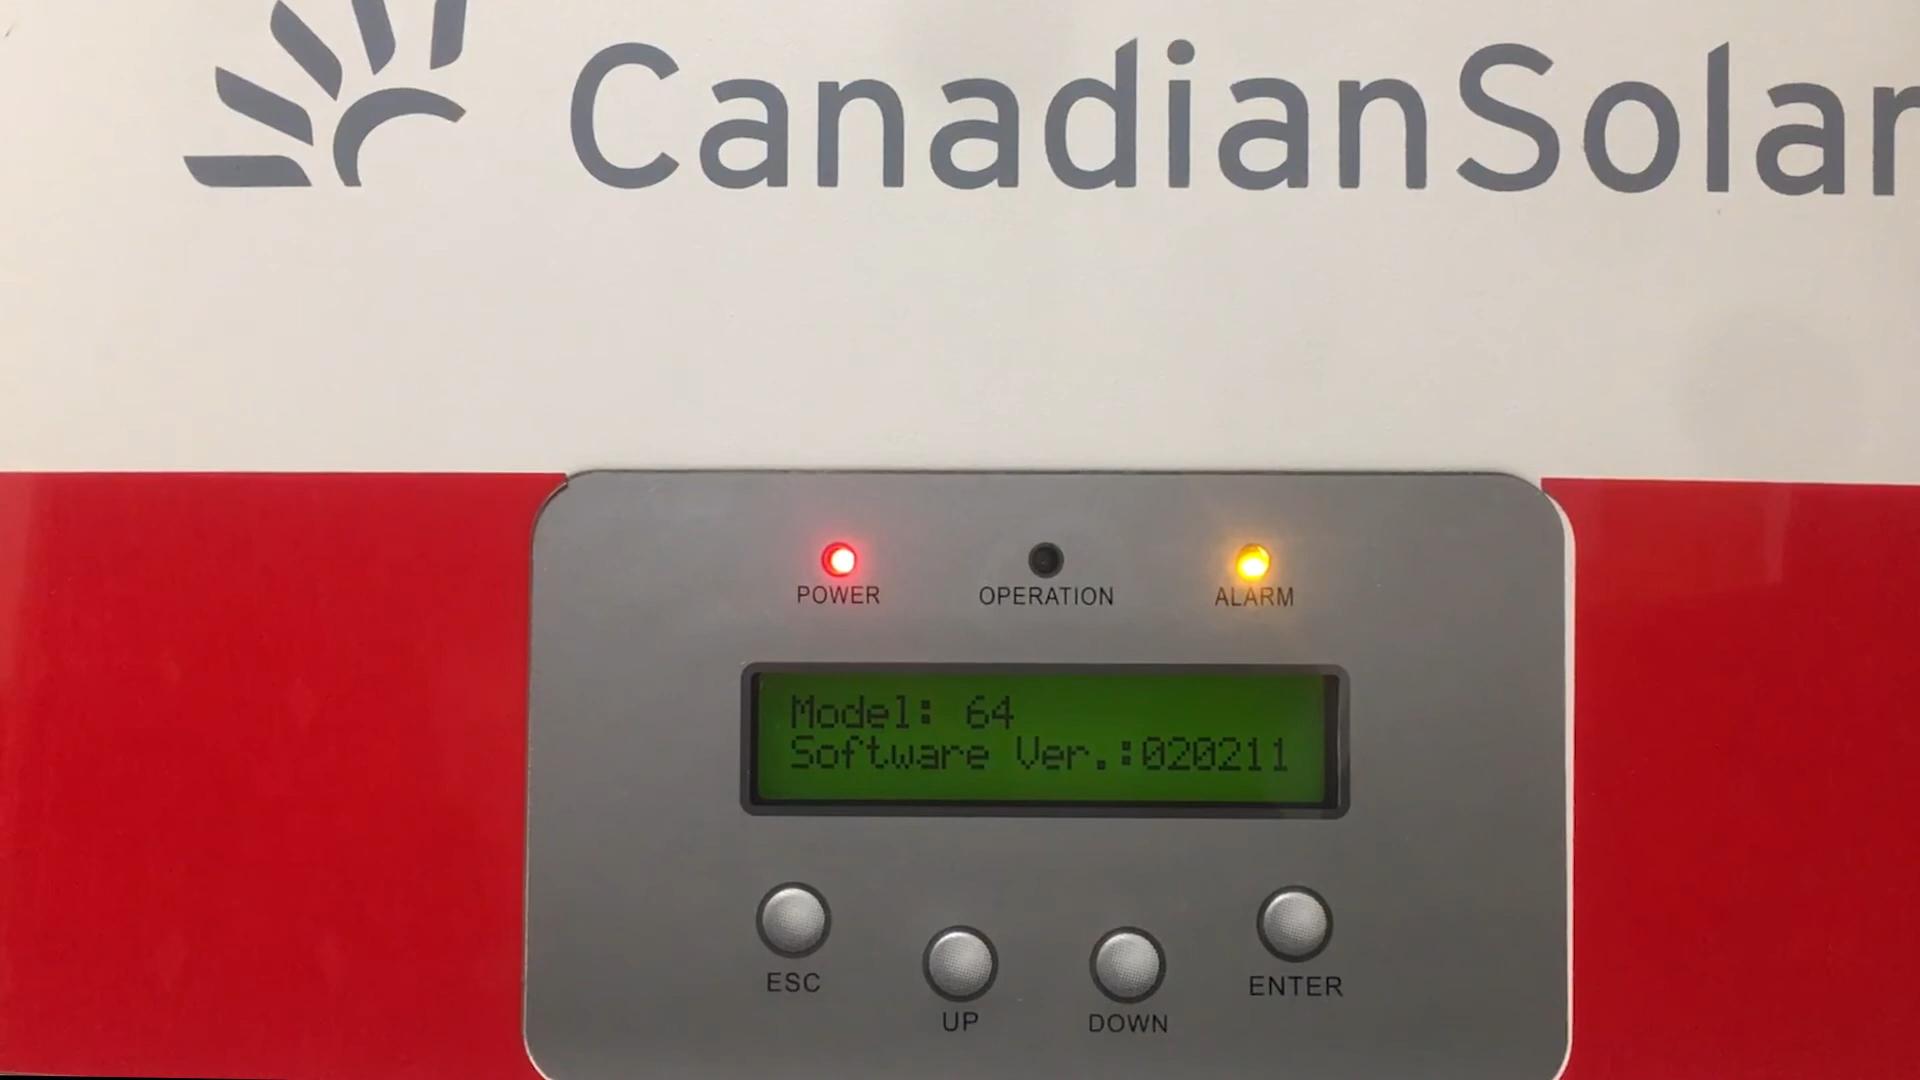 CanadianSolar
POWER OPERATION ALARM
Model: 64
Software Ver.:020211
ESC UP DOWN ENTER